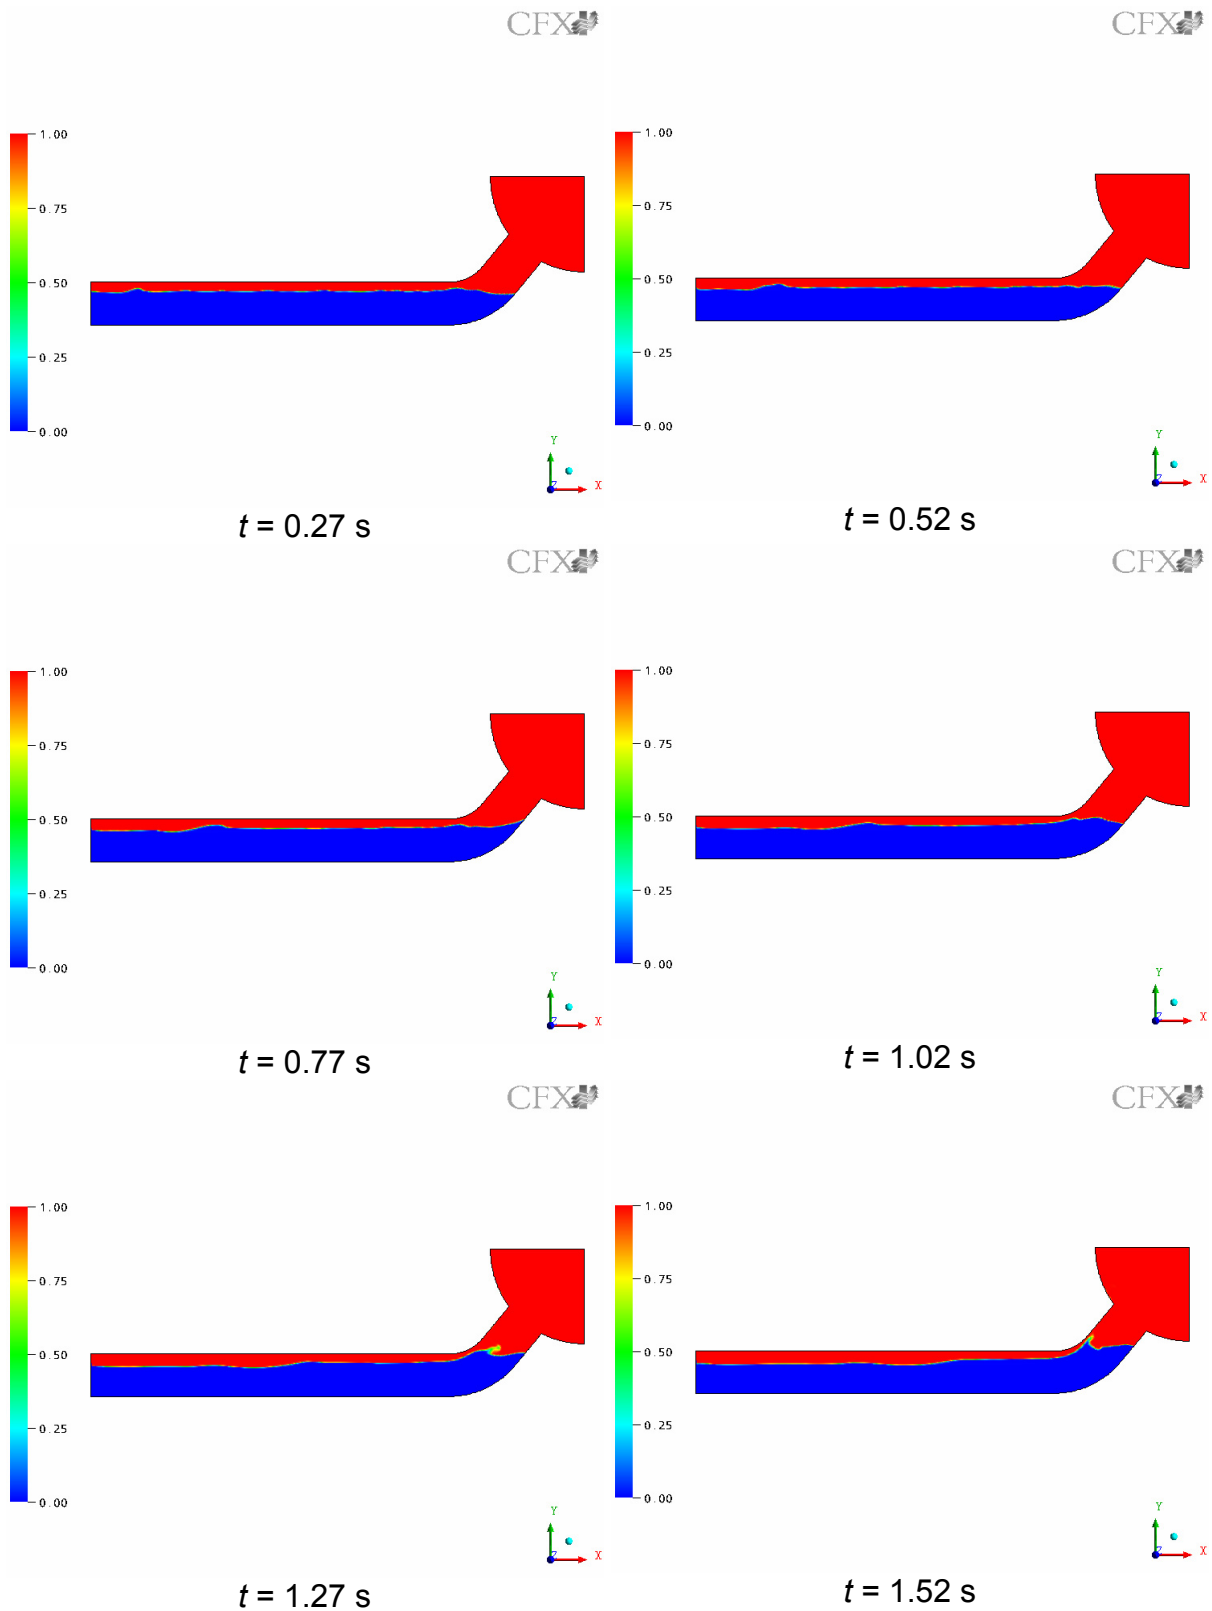 CFX
CFX
1.00
0.75
0.50
0.25
0.00
Y
Z
X
1.00
0.75
0.50
0.25
0.00
Y
Z
X
t = 0.27 s
t = 0.52 s
CFX
CFX
1.00
0.75
0.50
0.25
0.00
Y
Z
X
1.00
0.75
0.50
0.25
0.00
Y
Z
X
t = 0.77 s
t = 1.02 s
CFX
CFX
1.00
0.75
0.50
0.25
0.00
Y
Z
X
1.00
0.75
0.50
0.25
0.00
Y
Z
X
t = 1.27 s
t = 1.52 s